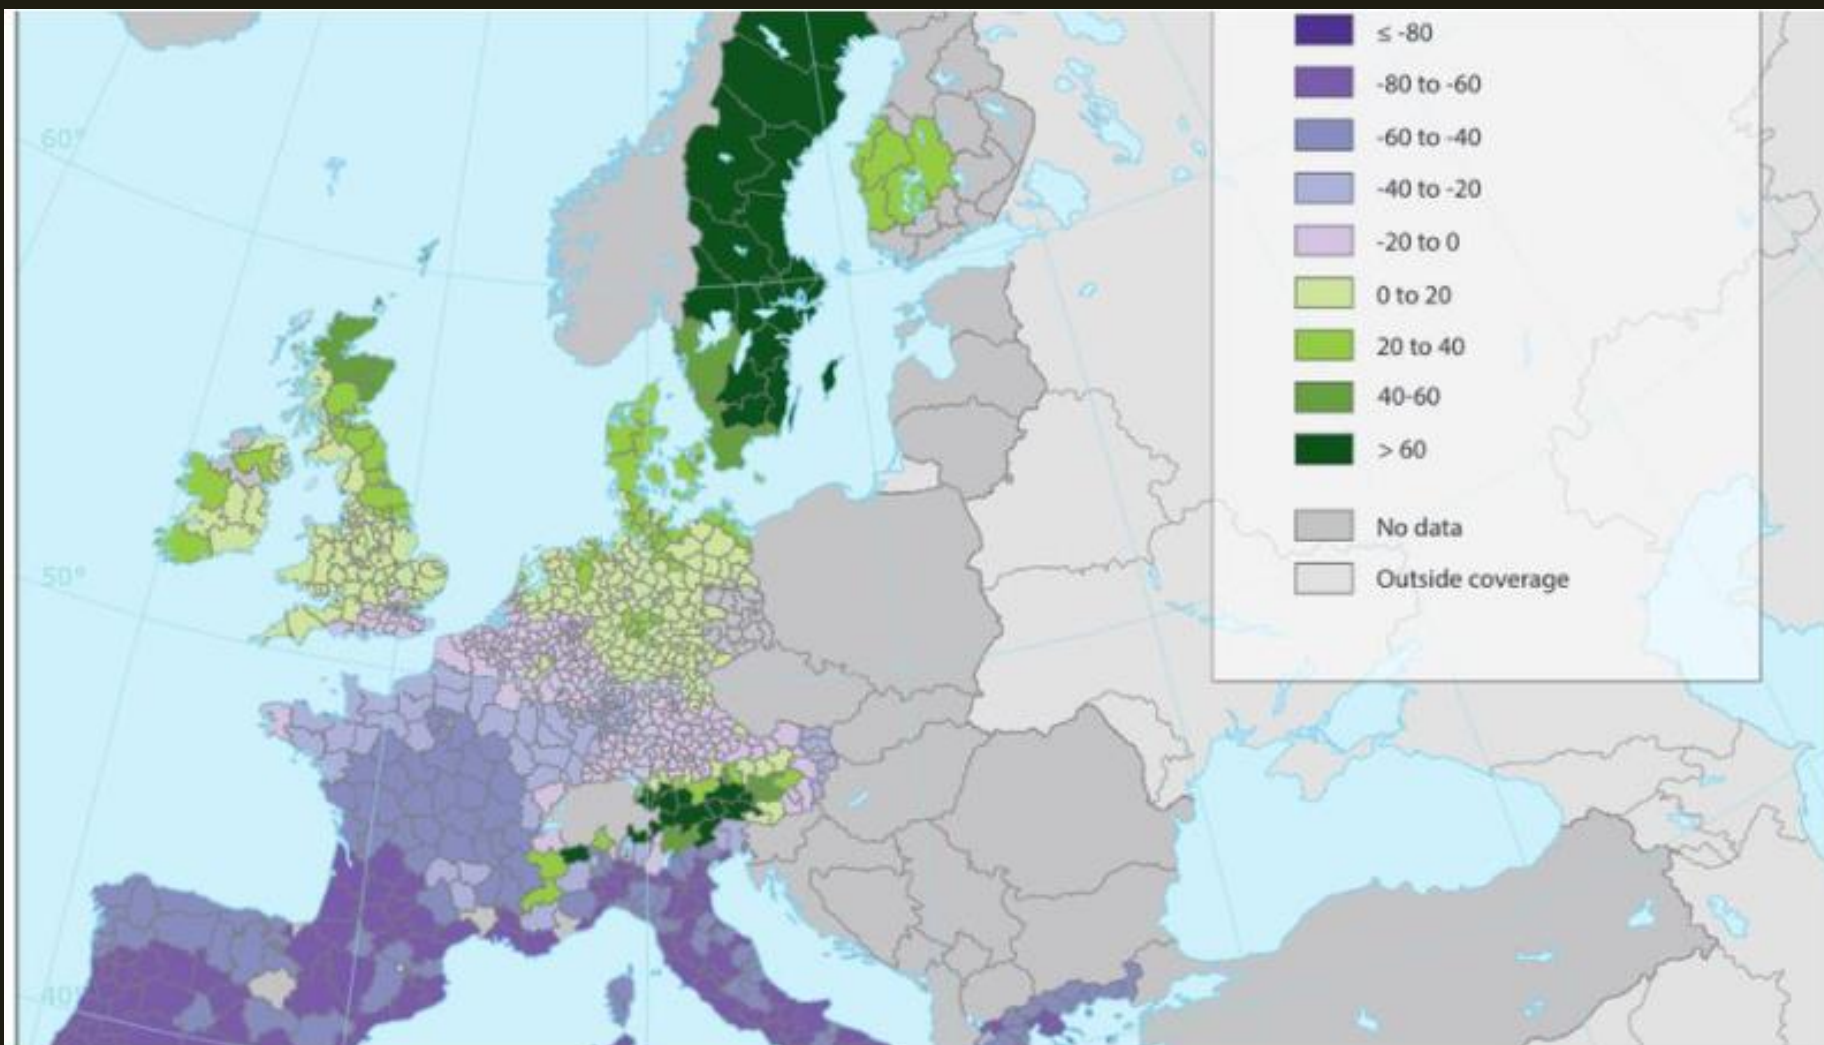 ≤ -80
-80 to -60
60°
-60 to -40
-40 to -20
-20 to 0
0 to 20
20 to 40
40-60
> 60
No data
50°
Outside coverage
40°